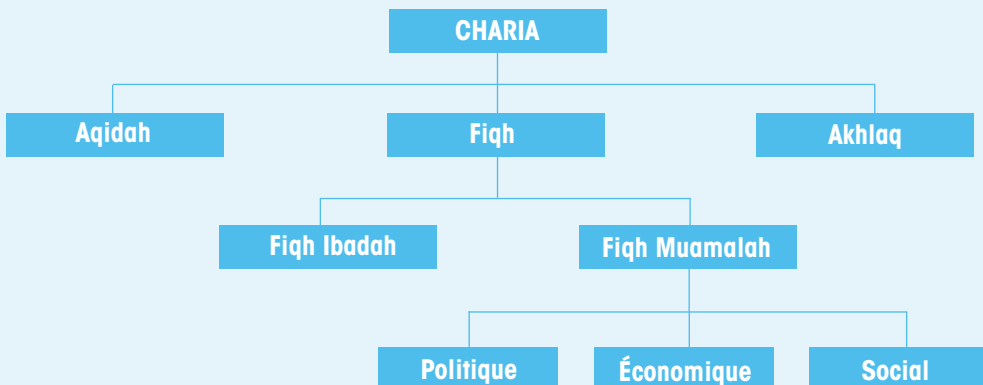 CHARIA
Aqidah
Fiqh
Akhlaq
Fiqh Ibadah
Fiqh Muamalah
Politique
Économique
Social